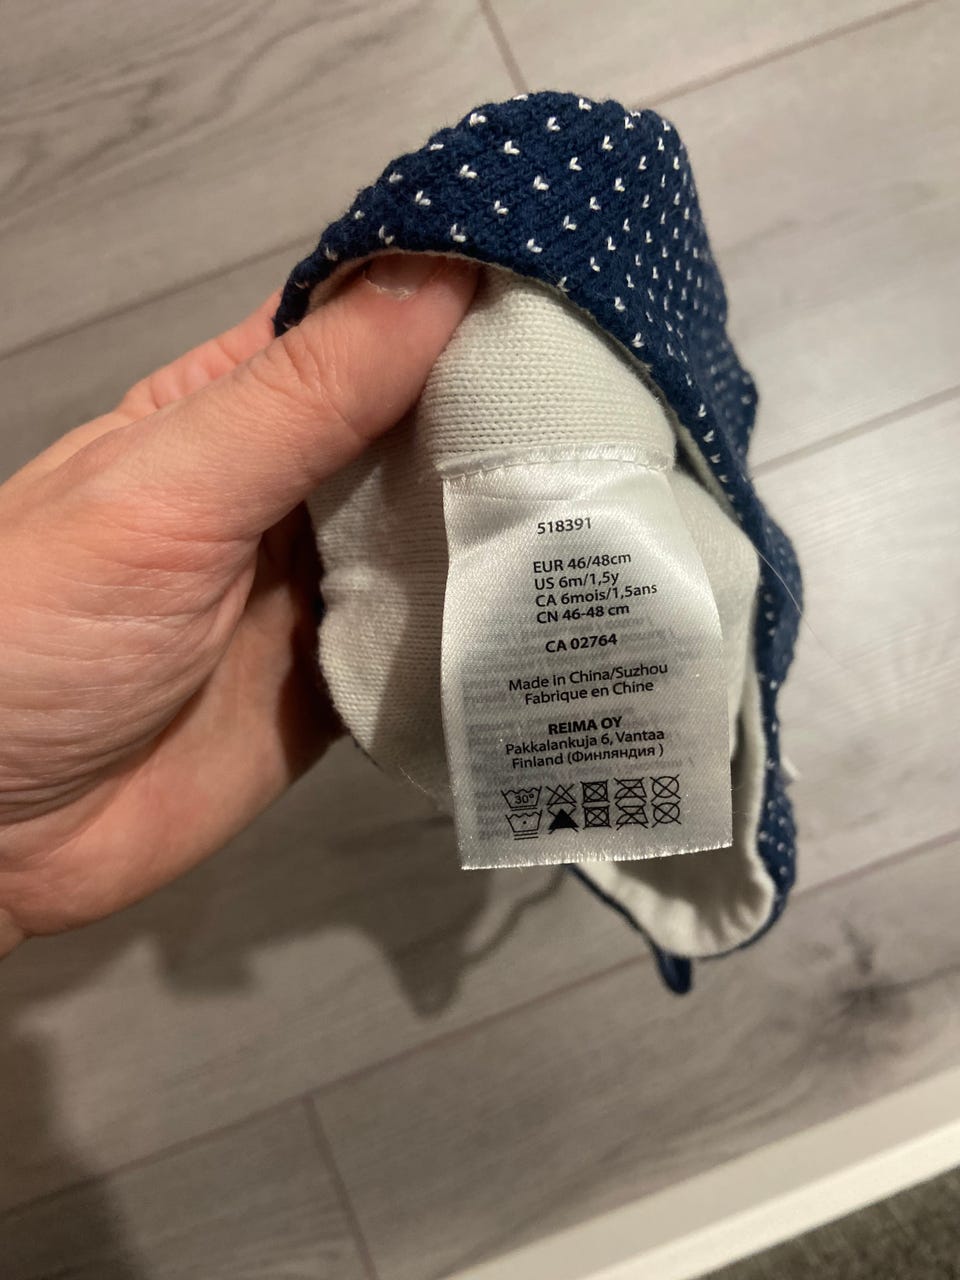 518391
EUR 46/48cm
US 6m/1,5y
CA 6mois/1,5ans
CN 46-48 cm
CA 02764
Made in China/Suzhou
Fabrique en Chine
REIMA OY
Pakkalankuja 6, Vantaa
Finland (Финляндия )
30°